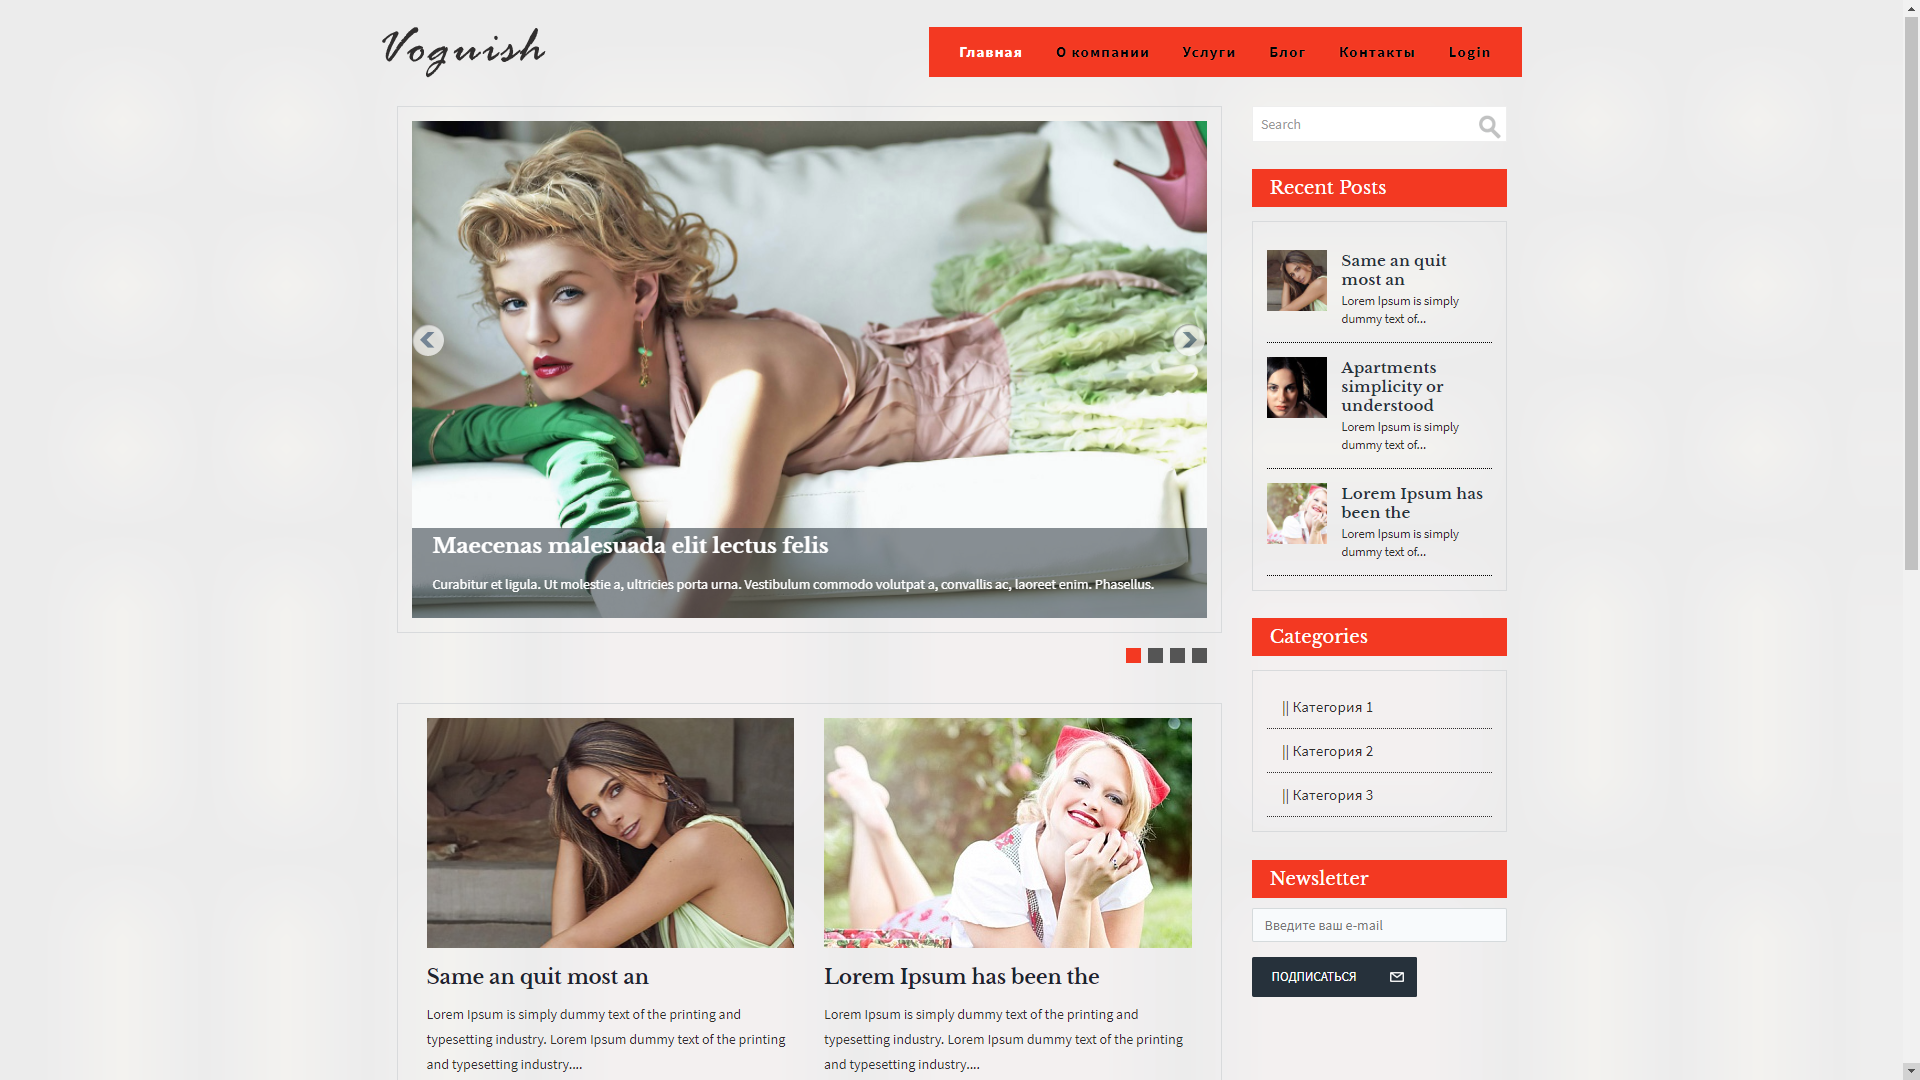 Voguish
Главная О компании Услуги Блог Контакты Login
Search
Recent Posts
Same an quit
most an
Lorem Ipsum is simply
dummy text of...
Apartments
simplicity or
understood
Lorem Ipsum is simply
dummy text of...
Lorem Ipsum has
been the
Lorem Ipsum is simply
dummy text of...
Maecenas malesuada elit lectus felis
Curabitur et ligula. Ut molestie a, ultricies porta urna. Vestibulum commodo volutpat a, convallis ac, laoreet enim. Phasellus.
Categories
|| Категория 1
|| Категория 2
|| Категория 3
Newsletter
Введите ваш e-mail
ПОДПИСАТЬСЯ
Same an quit most an
Lorem Ipsum is simply dummy text of the printing and
typesetting industry. Lorem Ipsum dummy text of the printing
and typesetting industry....
Lorem Ipsum has been the
Lorem Ipsum is simply dummy text of the printing and
typesetting industry. Lorem Ipsum dummy text of the printing
and typesetting industry....